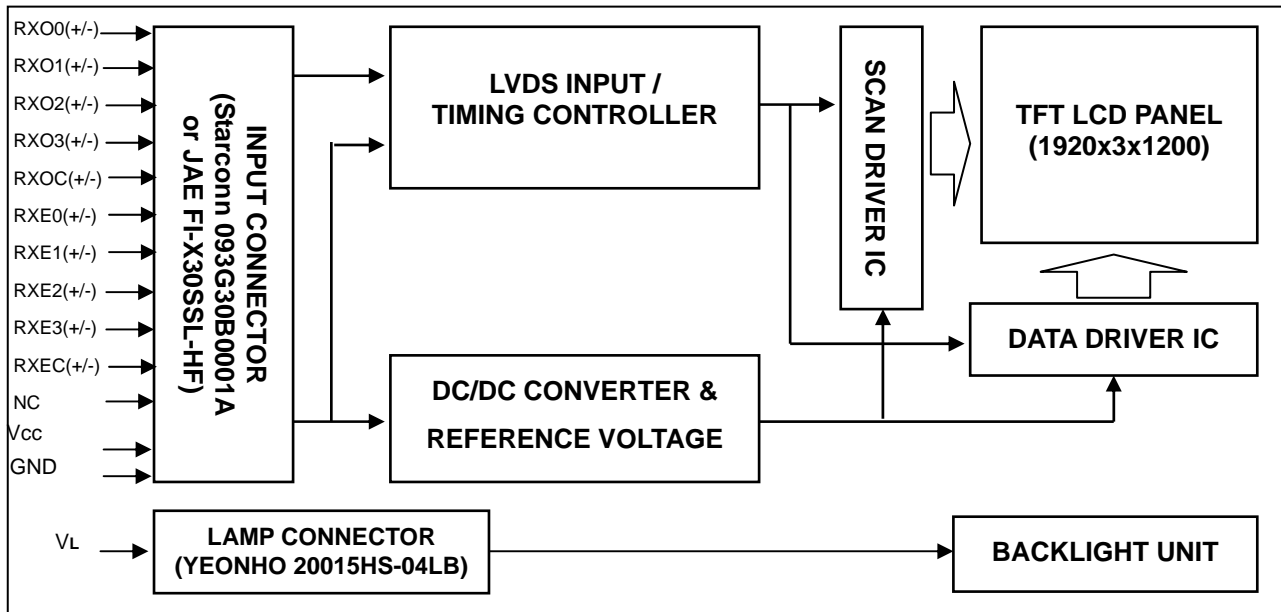 RXO0(+/-)
RXO1(+/-)
RXO2(+/-)
RXO3(+/-)
RXOC(+/-)
RXE0(+/-)
RXE1(+/-)
RXE2(+/-)
RXE3(+/-)
RXEC(+/-)
NC
Vcc
GND
VL
INPUT CONNECTOR
(Starconn 093G30B0001A
or JAE FI-X30SSL-HF)
LVDS INPUT /
TIMING CONTROLLER
SCAN DRIVER IC
TFT LCD PANEL
(1920x3x1200)
DATA DRIVER IC
DC/DC CONVERTER &
REFERENCE VOLTAGE
LAMP CONNECTOR
(YEONHO 20015HS-04LB)
BACKLIGHT UNIT